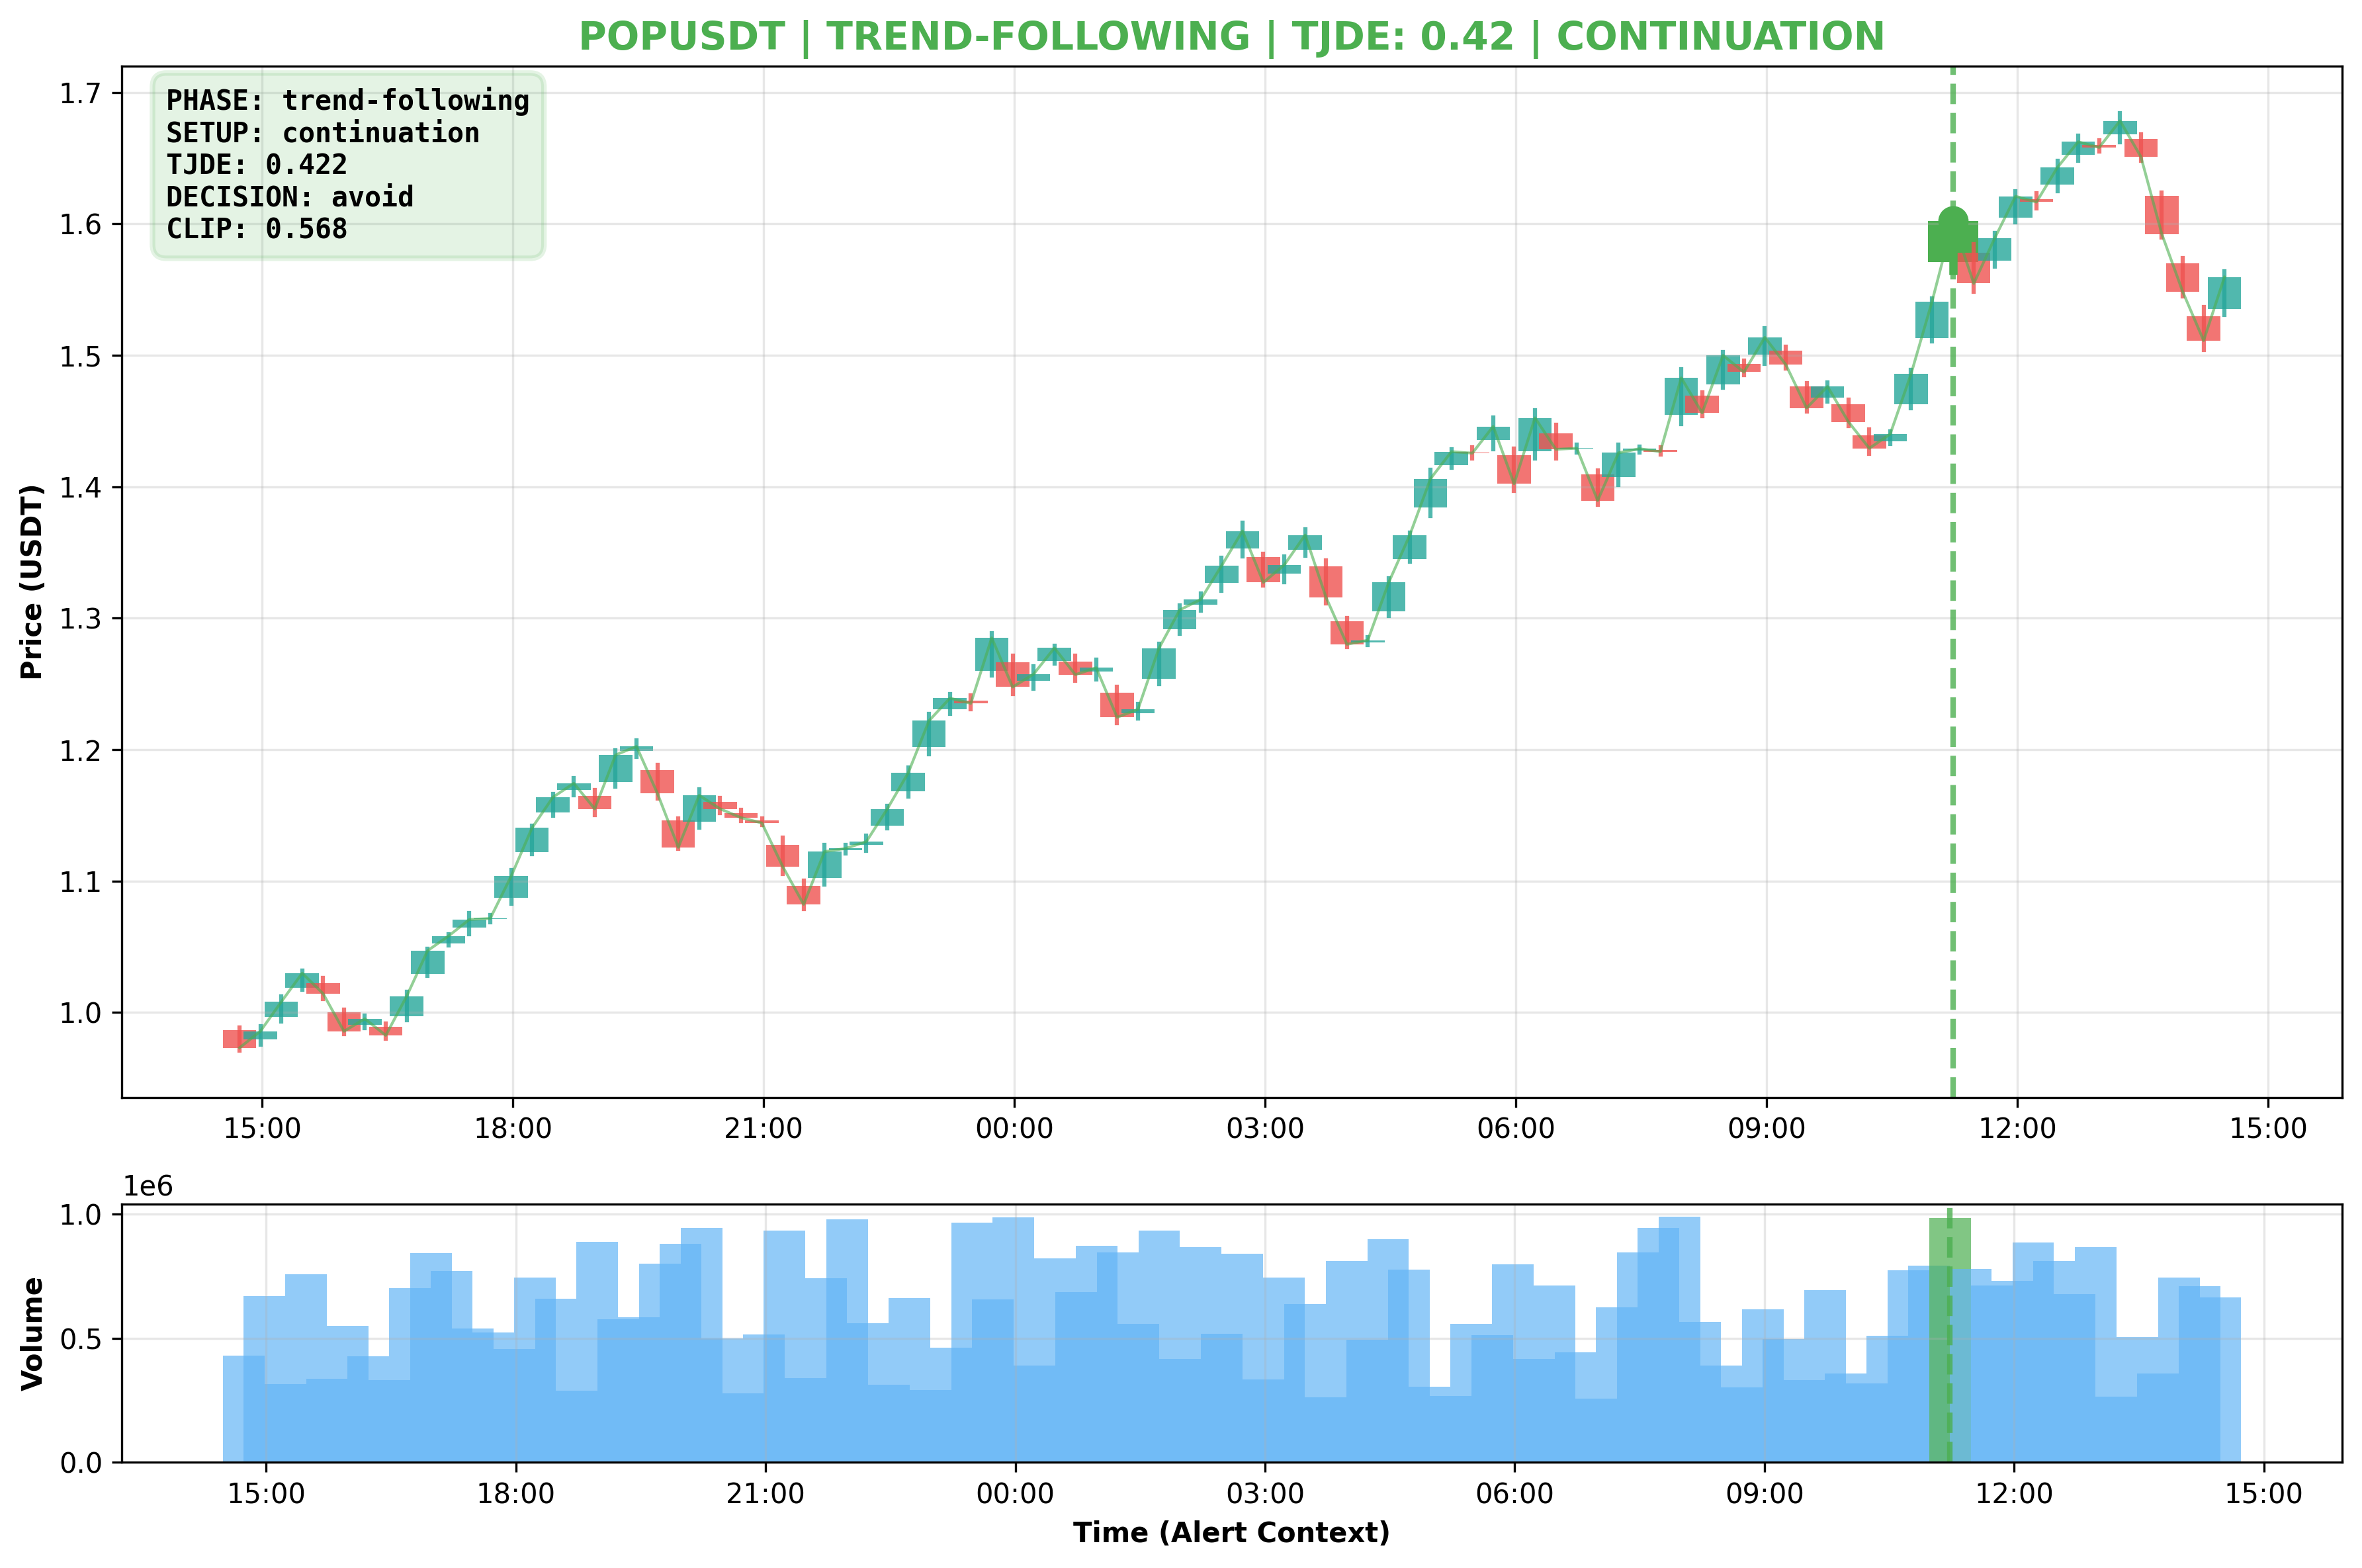 POPUSDT | TREND-FOLLOWING | TJDE: 0.42 | CONTINUATION
PHASE: trend-following
SETUP: continuation
TJDE: 0.422
DECISION: avoid
CLIP: 0.568
Price (USDT)
1.7
1.6
1.5
1.4
1.3
1.2
1.1
1.0
15:00 18:00 21:00 00:00 03:00 06:00 09:00 12:00 15:00
1e6
Volume
1.0
0.5
0.0
15:00 18:00 21:00 00:00 03:00 06:00 09:00 12:00 15:00
Time (Alert Context)